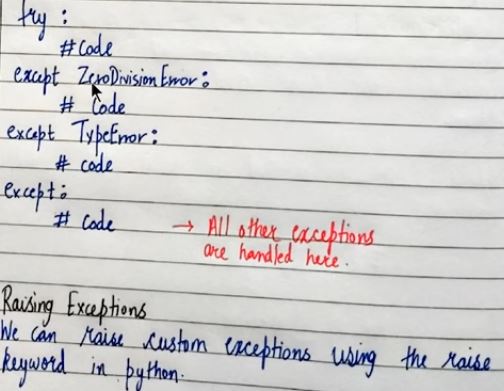 try :
# Code
except ZeroDivisionError :
# Code
except TypeError :
# code
except :
# Code → All other exceptions
are handled here.
Raising Exceptions
We can raise custom exceptions using the raise
keyword in python.